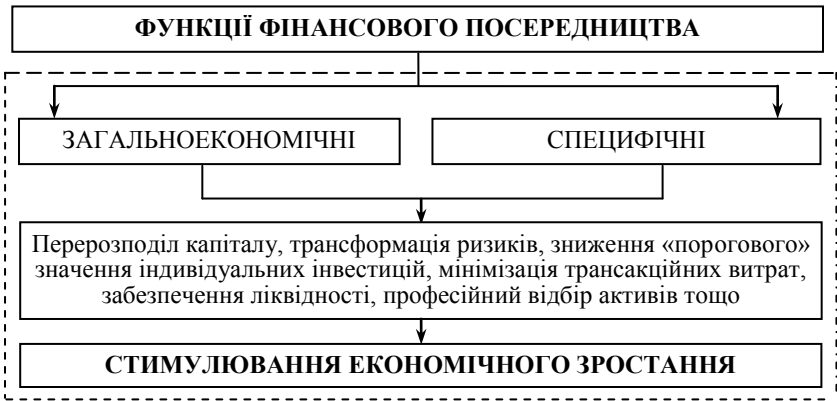 ФУНКЦІЇ ФІНАНСОВОГО ПОСЕРЕДНИЦТВА
ЗАГАЛЬНОЕКОНОМІЧНІ
СПЕЦИФІЧНІ
Перерозподіл капіталу, трансформація ризиків, зниження «порогового»
значення індивідуальних інвестицій, мінімізація трансакційних витрат,
забезпечення ліквідності, професійний відбір активів тощо
СТИМУЛЮВАННЯ ЕКОНОМІЧНОГО ЗРОСТАННЯ